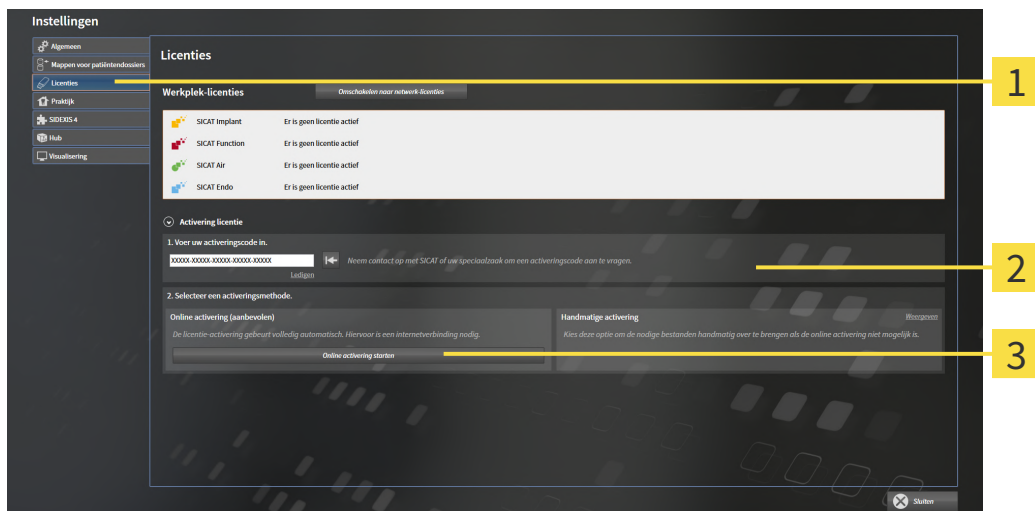 Instellingen
Algemeen
Mappen voor patiëntendossiers
Licenties
Praktijk
SIDEXIS 4
Hub
Visualisering
Licenties
Werkplek-licenties
Omschakelen naar netwerk-licenties
SICAT Implant Er is geen licentie actief
SICAT Function Er is geen licentie actief
SICAT Air Er is geen licentie actief
SICAT Endo Er is geen licentie actief
Activering licentie
1. Voer uw activeringscode in.
XXXXX-XXXXX-XXXXX-XXXXX-XXXXX
Neem contact op met SICAT of uw speciaalzaak om een activeringscode aan te vragen.
Ledigen
2. Selecteer een activeringsmethode.
Online activering (aanbevolen)
De licentie-activering gebeurt volledig automatisch. Hiervoor is een internetverbinding nodig.
Online activering starten
Handmatige activering
Weergeven
Kies deze optie om de nodige bestanden handmatig over te brengen als de online activering niet mogelijk is.
Sluiten
1
2
3